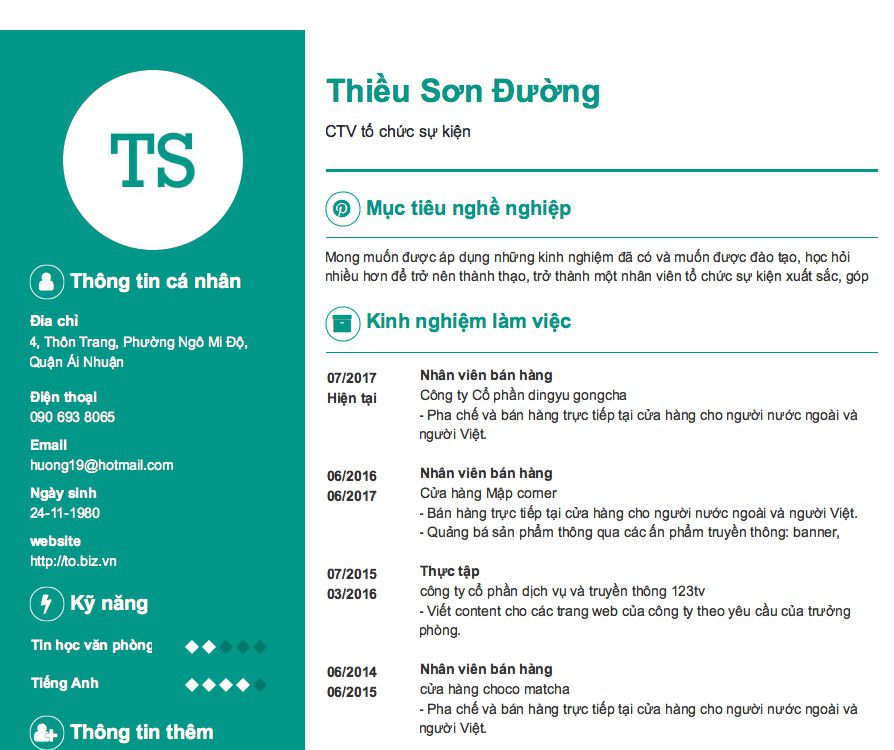 TS
Thông tin cá nhân
Địa chỉ
4, Thôn Trang, Phường Ngô Mi Độ,
Quận Ái Nhuận
Điện thoại
090 693 8065
Email
huong19@hotmail.com
Ngày sinh
24-11-1980
website
http://to.biz.vn
Kỹ năng
Tin học văn phòng
Tiếng Anh
Thông tin thêm
Thiều Sơn Đường
CTV tổ chức sự kiện
Mục tiêu nghề nghiệp
Mong muốn được áp dụng những kinh nghiệm đã có và muốn được đào tạo, học hỏi
nhiều hơn để trở nên thành thạo, trở thành một nhân viên tổ chức sự kiện xuất sắc, góp
Kinh nghiệm làm việc
07/2017
Hiện tại
Nhân viên bán hàng
Công ty Cổ phần dingyu gongcha
- Pha chế và bán hàng trực tiếp tại cửa hàng cho người nước ngoài và
người Việt.
06/2016
06/2017
Nhân viên bán hàng
Cửa hàng Mập corner
- Bán hàng trực tiếp tại cửa hàng cho người nước ngoài và người Việt.
- Quảng bá sản phẩm thông qua các ấn phẩm truyền thông: banner,
07/2015
03/2016
Thực tập
công ty cổ phần dịch vụ và truyền thông 123tv
- Viết content cho các trang web của công ty theo yêu cầu của trưởng
phòng.
06/2014
06/2015
Nhân viên bán hàng
cửa hàng choco matcha
- Pha chế và bán hàng trực tiếp tại cửa hàng cho người nước ngoài và
người Việt.